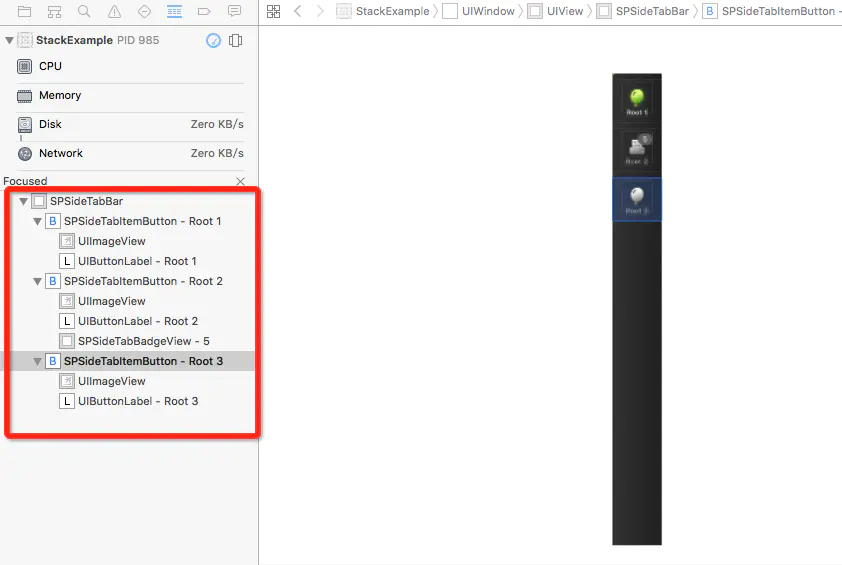 StackExample PID 985
CPU
Memory
Disk Zero KB/s
Network Zero KB/s
Focused
SPSideTabBar
B SPSideTabItemButton - Root 1
UIImageView
L UIButtonLabel - Root 1
B SPSideTabItemButton - Root 2
UIImageView
L UIButtonLabel - Root 2
SPSideTabBadgeView - 5
B SPSideTabItemButton - Root 3
UIImageView
L UIButtonLabel - Root 3
StackExample UIWindow UIView SPSideTabBar B SPSideTabItemButton -
Root 1
Root 2
Root 3